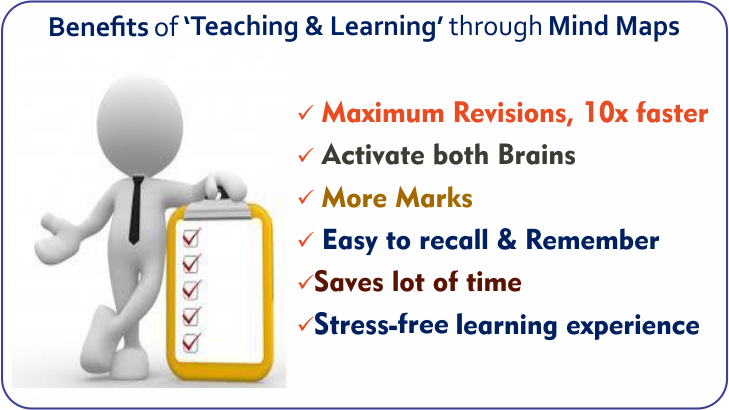 Benefits of ‘Teaching & Learning’ through Mind Maps
Maximum Revisions, 10x faster
Activate both Brains
More Marks
Easy to recall & Remember
Saves lot of time
Stress-free learning experience